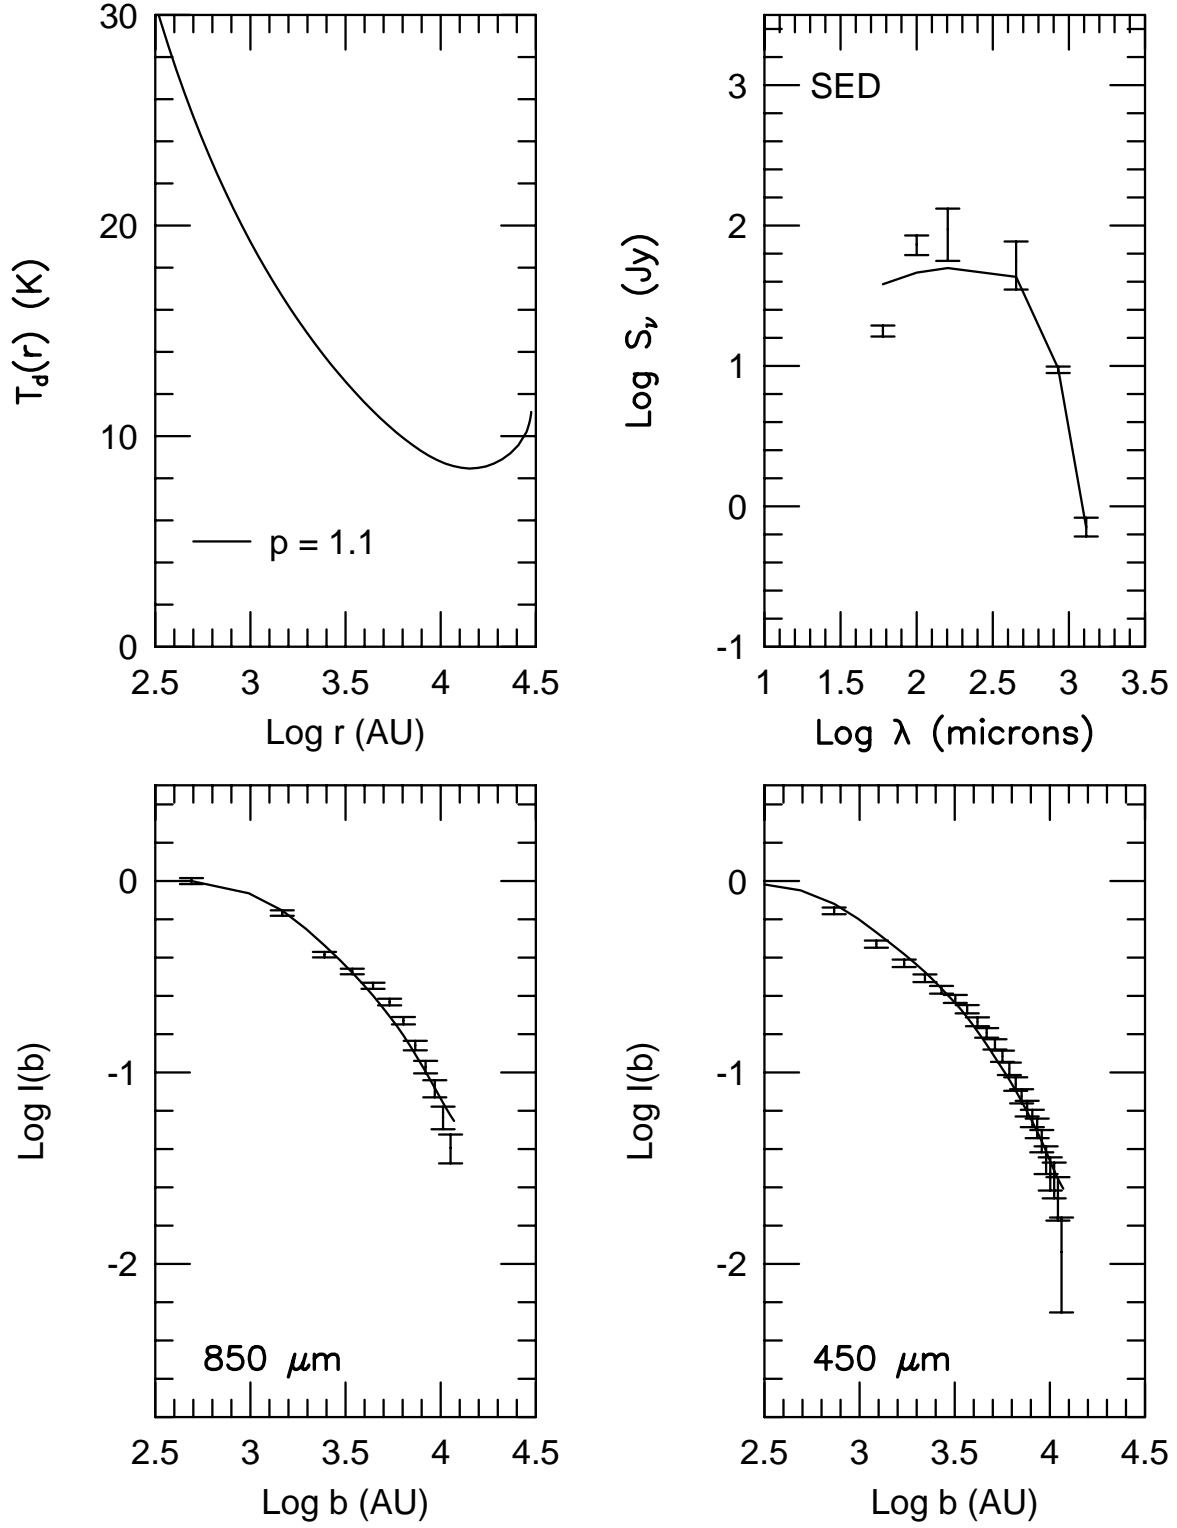 30
20
10
0
T_d(r) (K)
p = 1.1
2.5 3 3.5 4 4.5
Log r (AU)
3
2
1
0
-1
Log S_ν (Jy)
SED
1 1.5 2 2.5 3 3.5
Log λ (microns)
0
-1
-2
Log I(b)
850 μm
2.5 3 3.5 4 4.5
Log b (AU)
0
-1
-2
Log I(b)
450 μm
2.5 3 3.5 4 4.5
Log b (AU)